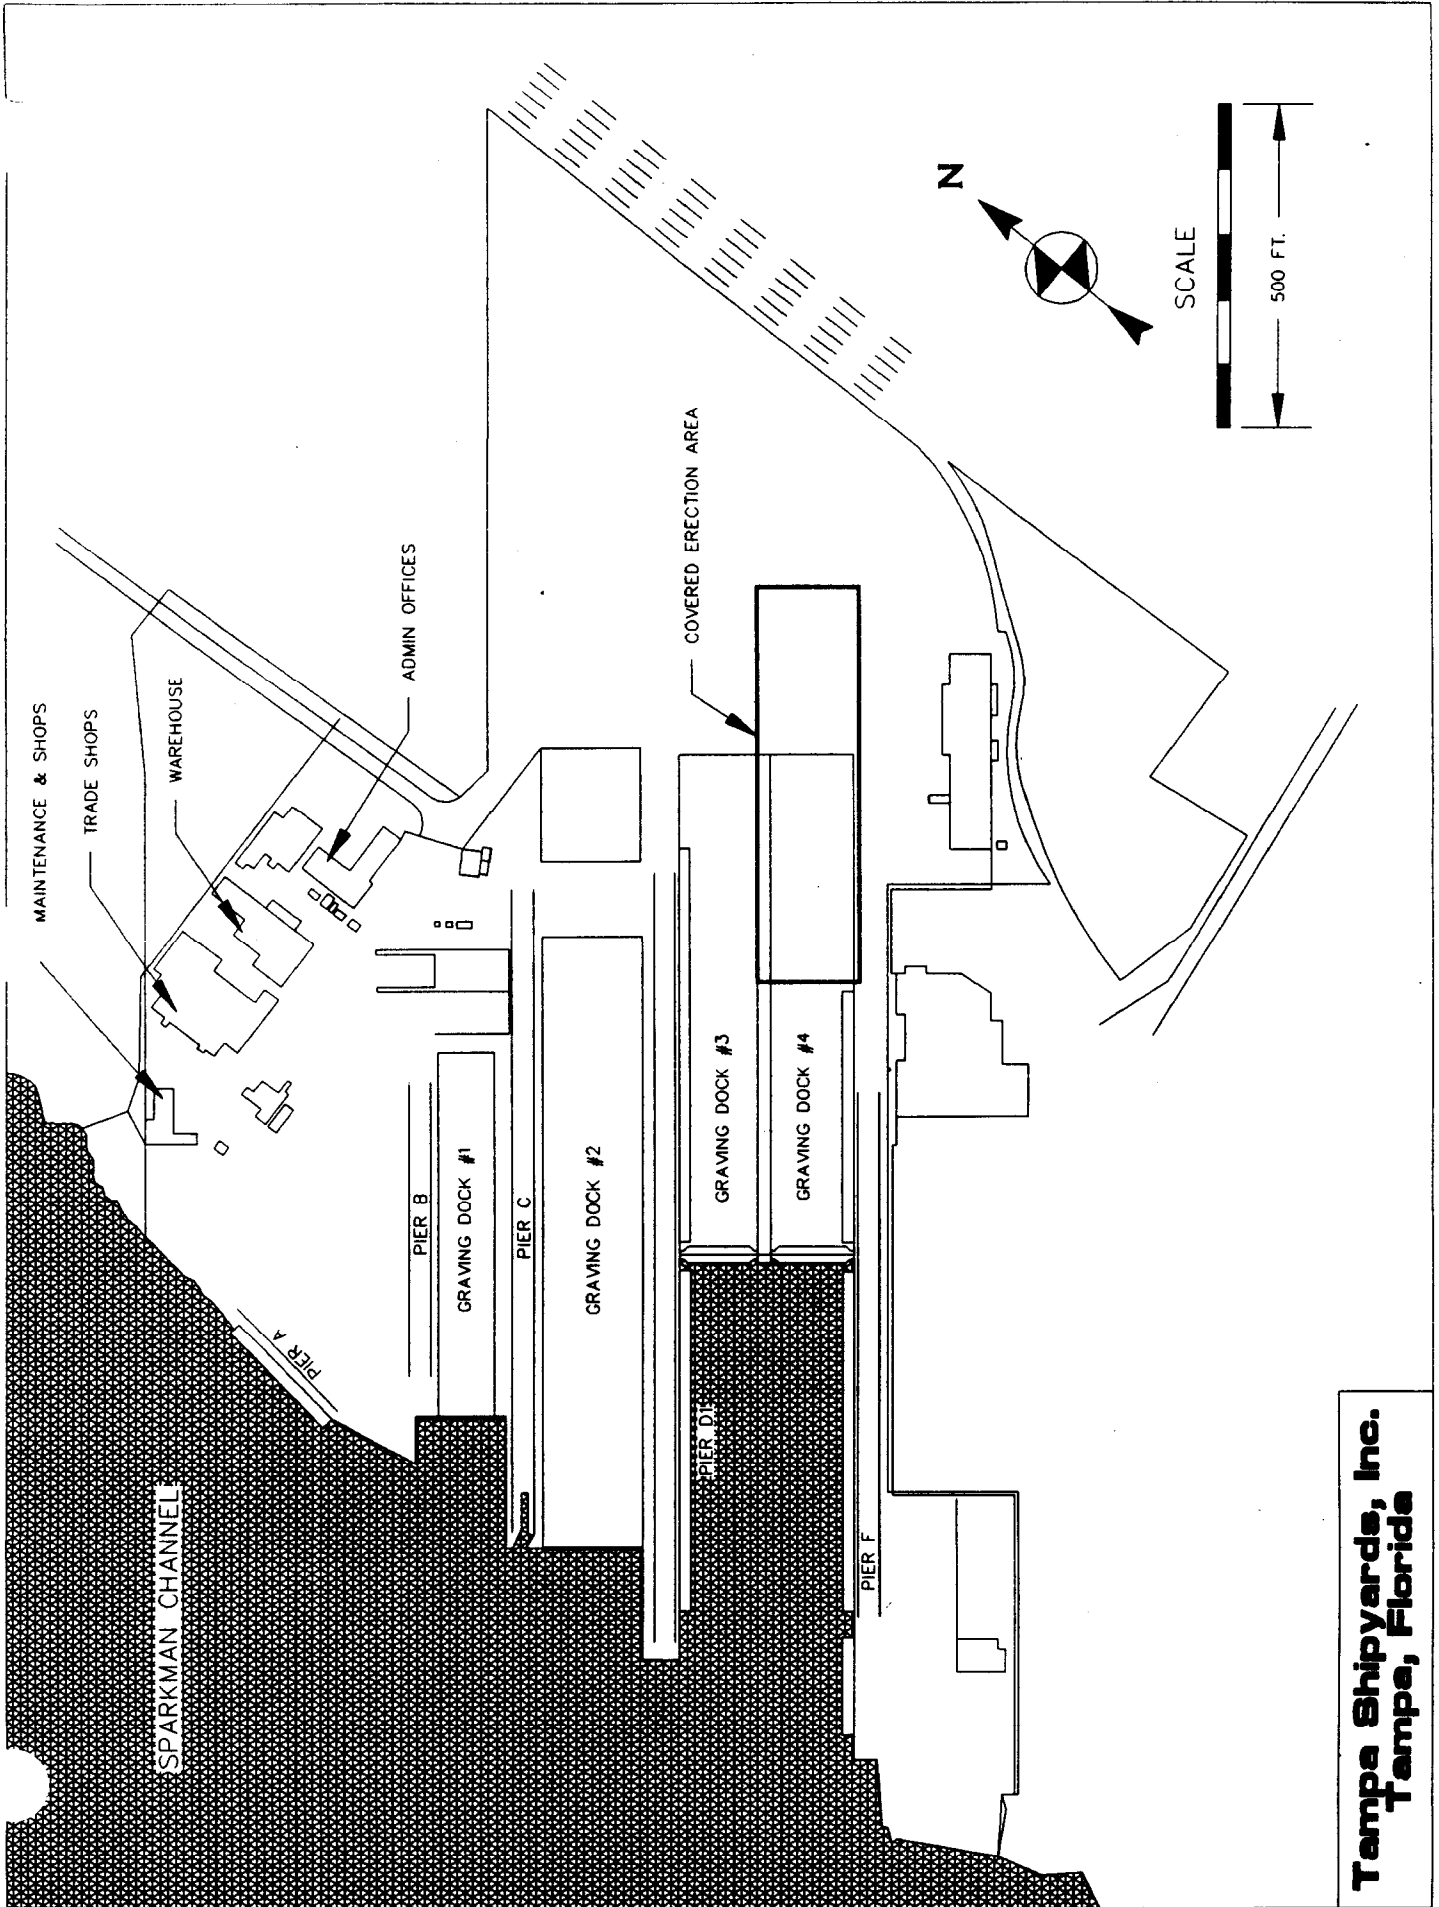 MAINTENANCE & SHOPS
TRADE SHOPS
WAREHOUSE
ADMIN OFFICES
COVERED ERECTION AREA
N
SCALE
500 FT.
SPARKMAN CHANNEL
PIER A
PIER B
GRAVING DOCK #1
PIER C
GRAVING DOCK #2
PIER D1
GRAVING DOCK #3
GRAVING DOCK #4
PIER F
Tampa Shipyards, Inc.
Tampa, Florida